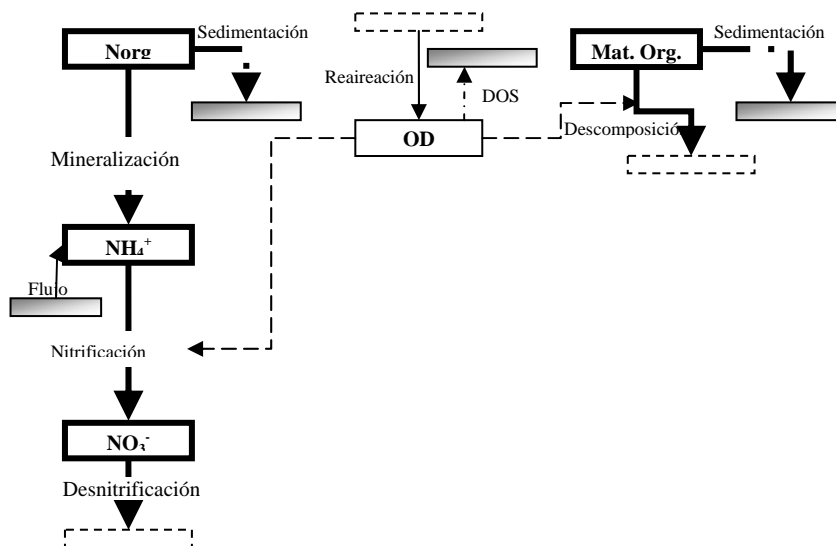 Norg
Sedimentación
Reaireación
DOS
OD
Mat. Org.
Sedimentación
Descomposició
Mineralización
NH₄⁺
Flujo
Nitrificación
NO₃⁻
Desnitrificación